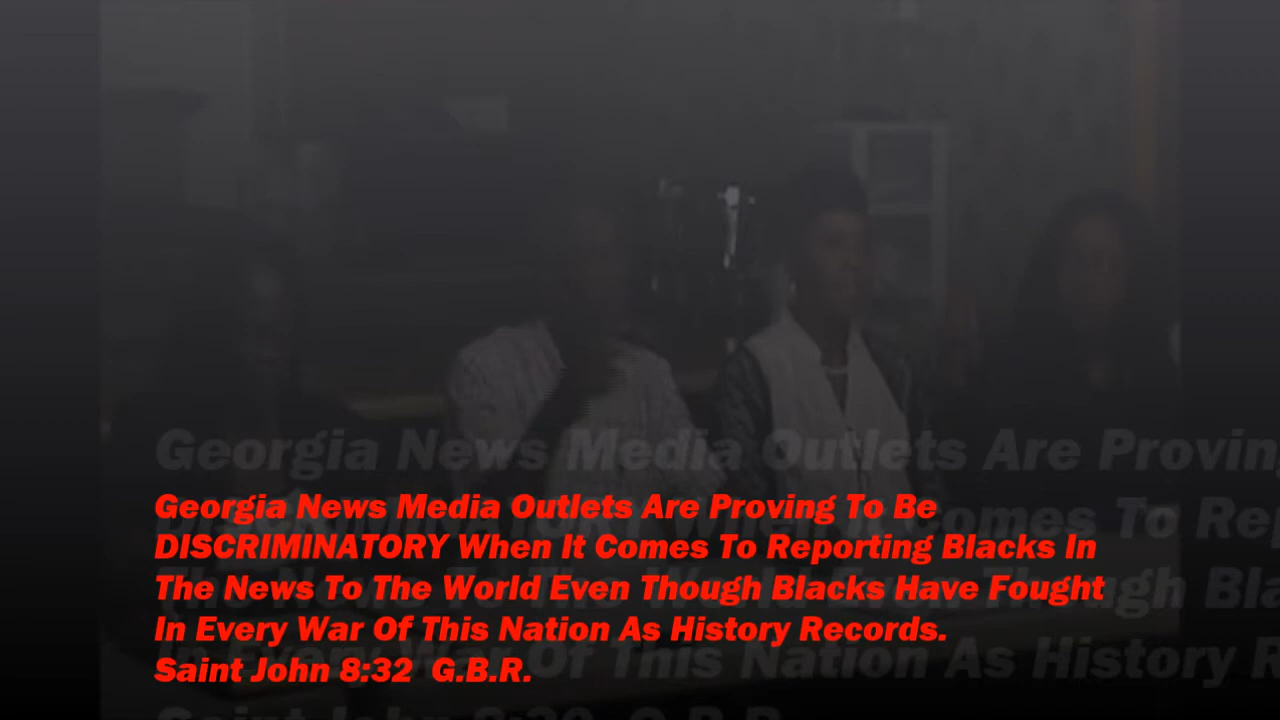 Georgia News Media Outlets Are Proving To Be
DISCRIMINATORY When It Comes To Reporting Blacks In
The News To The World Even Though Blacks Have Fought
In Every War Of This Nation As History Records.
Saint John 8:32 G.B.R.